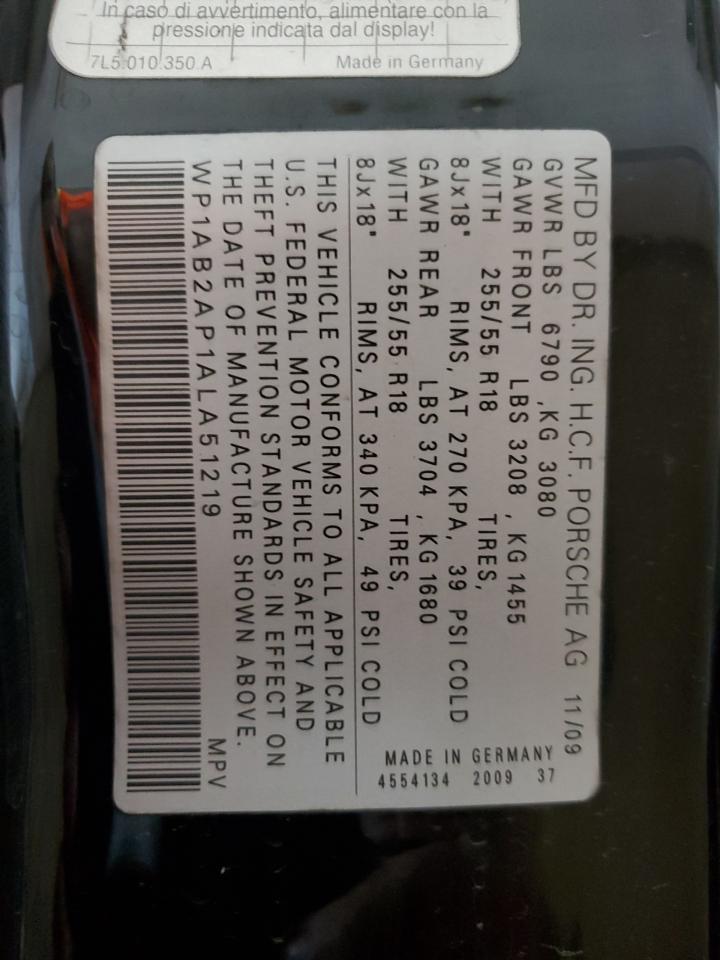 In caso di avvertimento, alimentare con la
pressione indicata dal display!
7L5.010.350 A Made in Germany
MFD BY DR. ING. H.C.F. PORSCHE AG 11/09
GVWR LBS 6790 ,KG 3080
GAWR FRONT LBS 3208 , KG 1455
WITH 255/55 R18 TIRES,
8Jx18" RIMS, AT 270 KPA, 39 PSI COLD
GAWR REAR LBS 3704 , KG 1680
WITH 255/55 R18 TIRES,
8Jx18" RIMS, AT 340 KPA, 49 PSI COLD
MADE IN GERMANY
4554134 2009 37
THIS VEHICLE CONFORMS TO ALL APPLICABLE
U.S. FEDERAL MOTOR VEHICLE SAFETY AND
THEFT PREVENTION STANDARDS IN EFFECT ON
THE DATE OF MANUFACTURE SHOWN ABOVE.
WP1AB2AP1ALA51219 MPV